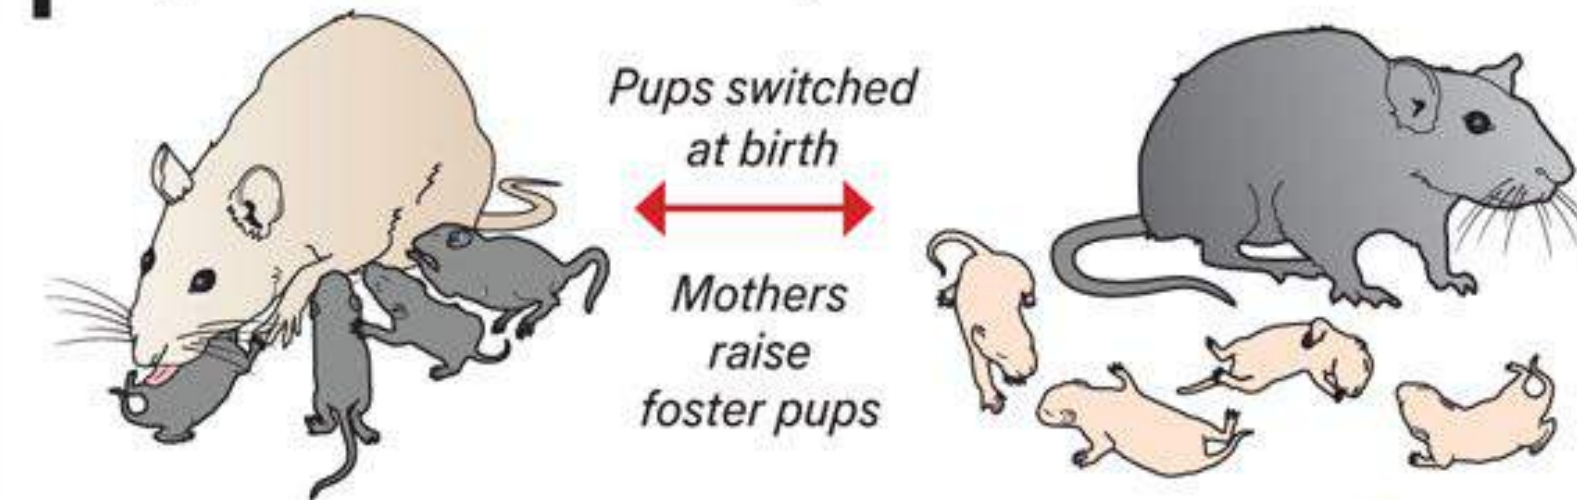 Pups switched
at birth
Mothers
raise
foster pups